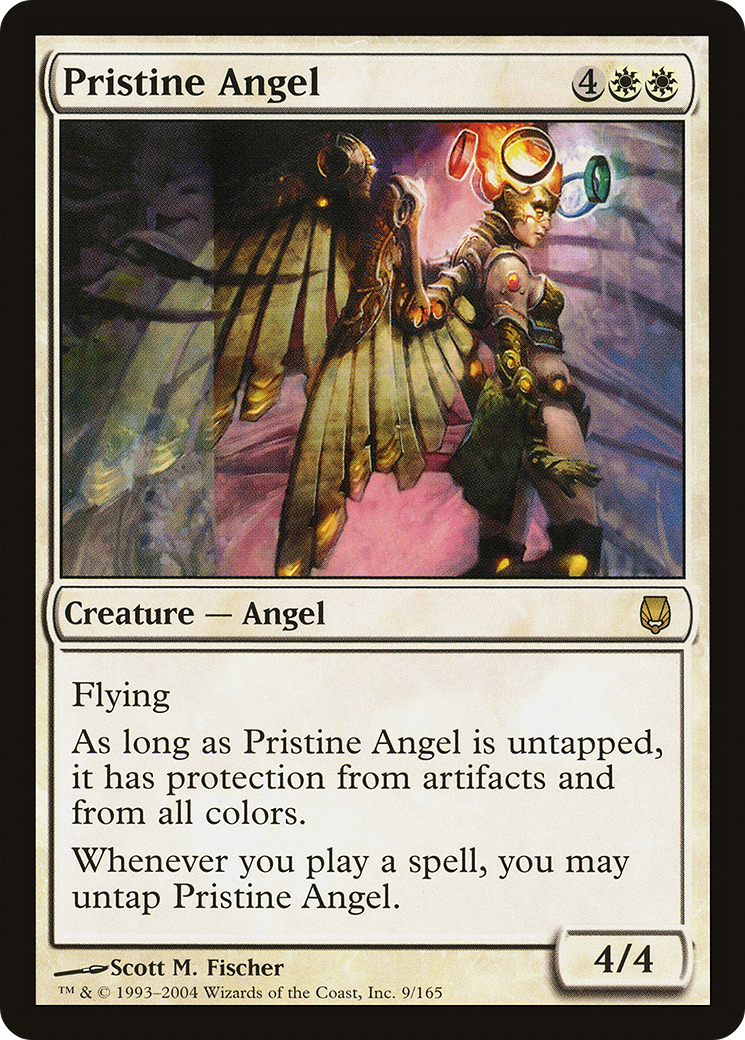 Pristine Angel 4
Creature — Angel
Flying
As long as Pristine Angel is untapped,
it has protection from artifacts and
from all colors.
Whenever you play a spell, you may
untap Pristine Angel.
4/4
Scott M. Fischer
™ & © 1993–2004 Wizards of the Coast, Inc. 9/165